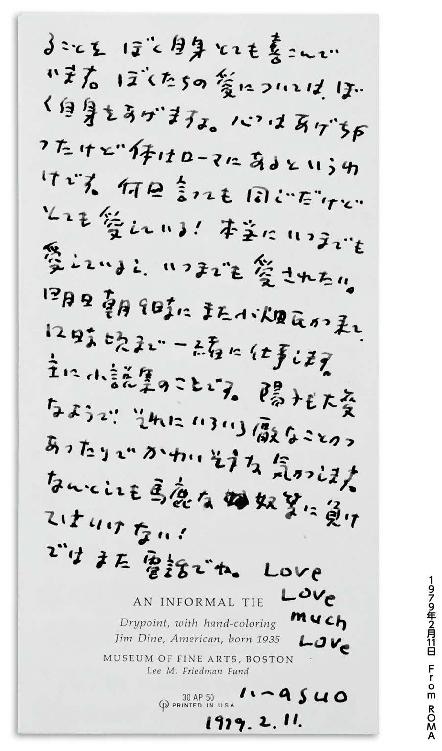 ることを ぼく自身とても喜こんで
います。ぼくたちの愛については、ぼ
く自身をあげますよ。心はあげちゃ
ったけど体はローマにあるというわ
けです。何回言っても同じだけど
とても愛している！本当にいつまでも
愛しているし、いつまでも愛されたい。
明日朝9時にまた小畑氏が来て、
12時頃まで一緒に仕事します。
主に小説集のことです。陽子も大変
なようで、それにいろいろ厭なことがつ
あったりでかわいそうな気がします。
なんとしても馬鹿な奴等に負け
てはいけない！
ではまた電話でね。 Love
Love
much
Love
AN INFORMAL TIE
Drypoint, with hand-coloring
Jim Dine, American, born 1935
MUSEUM OF FINE ARTS, BOSTON
Lee M. Friedman Fund
30 AP 50
PRINTED IN U.S.A.
masuo
1979. 2. 11.
1979年2月11日 From ROMA